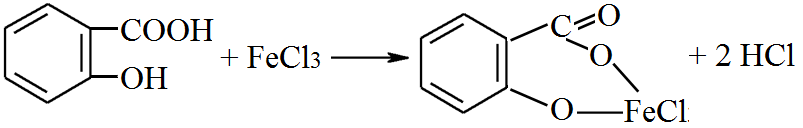 COOH
OH
+ FeCl3
C O
O
O FeCl
+ 2 HCl